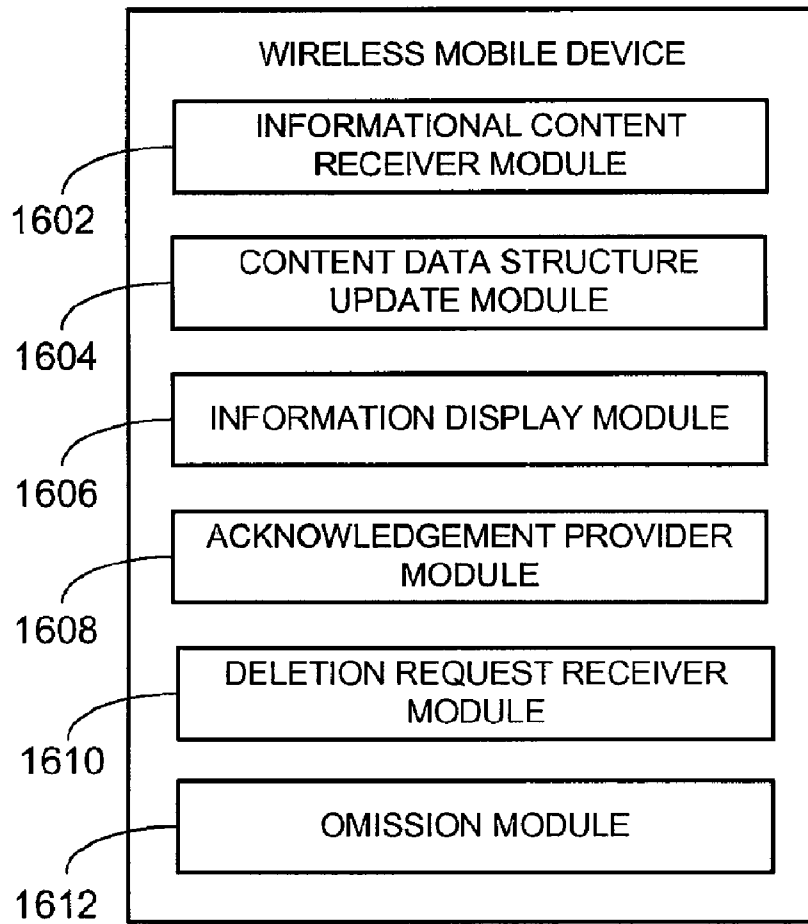 WIRELESS MOBILE DEVICE
INFORMATIONAL CONTENT
RECEIVER MODULE
1602
CONTENT DATA STRUCTURE
UPDATE MODULE
1604
INFORMATION DISPLAY MODULE
1606
ACKNOWLEDGEMENT PROVIDER
MODULE
1608
DELETION REQUEST RECEIVER
MODULE
1610
OMISSION MODULE
1612